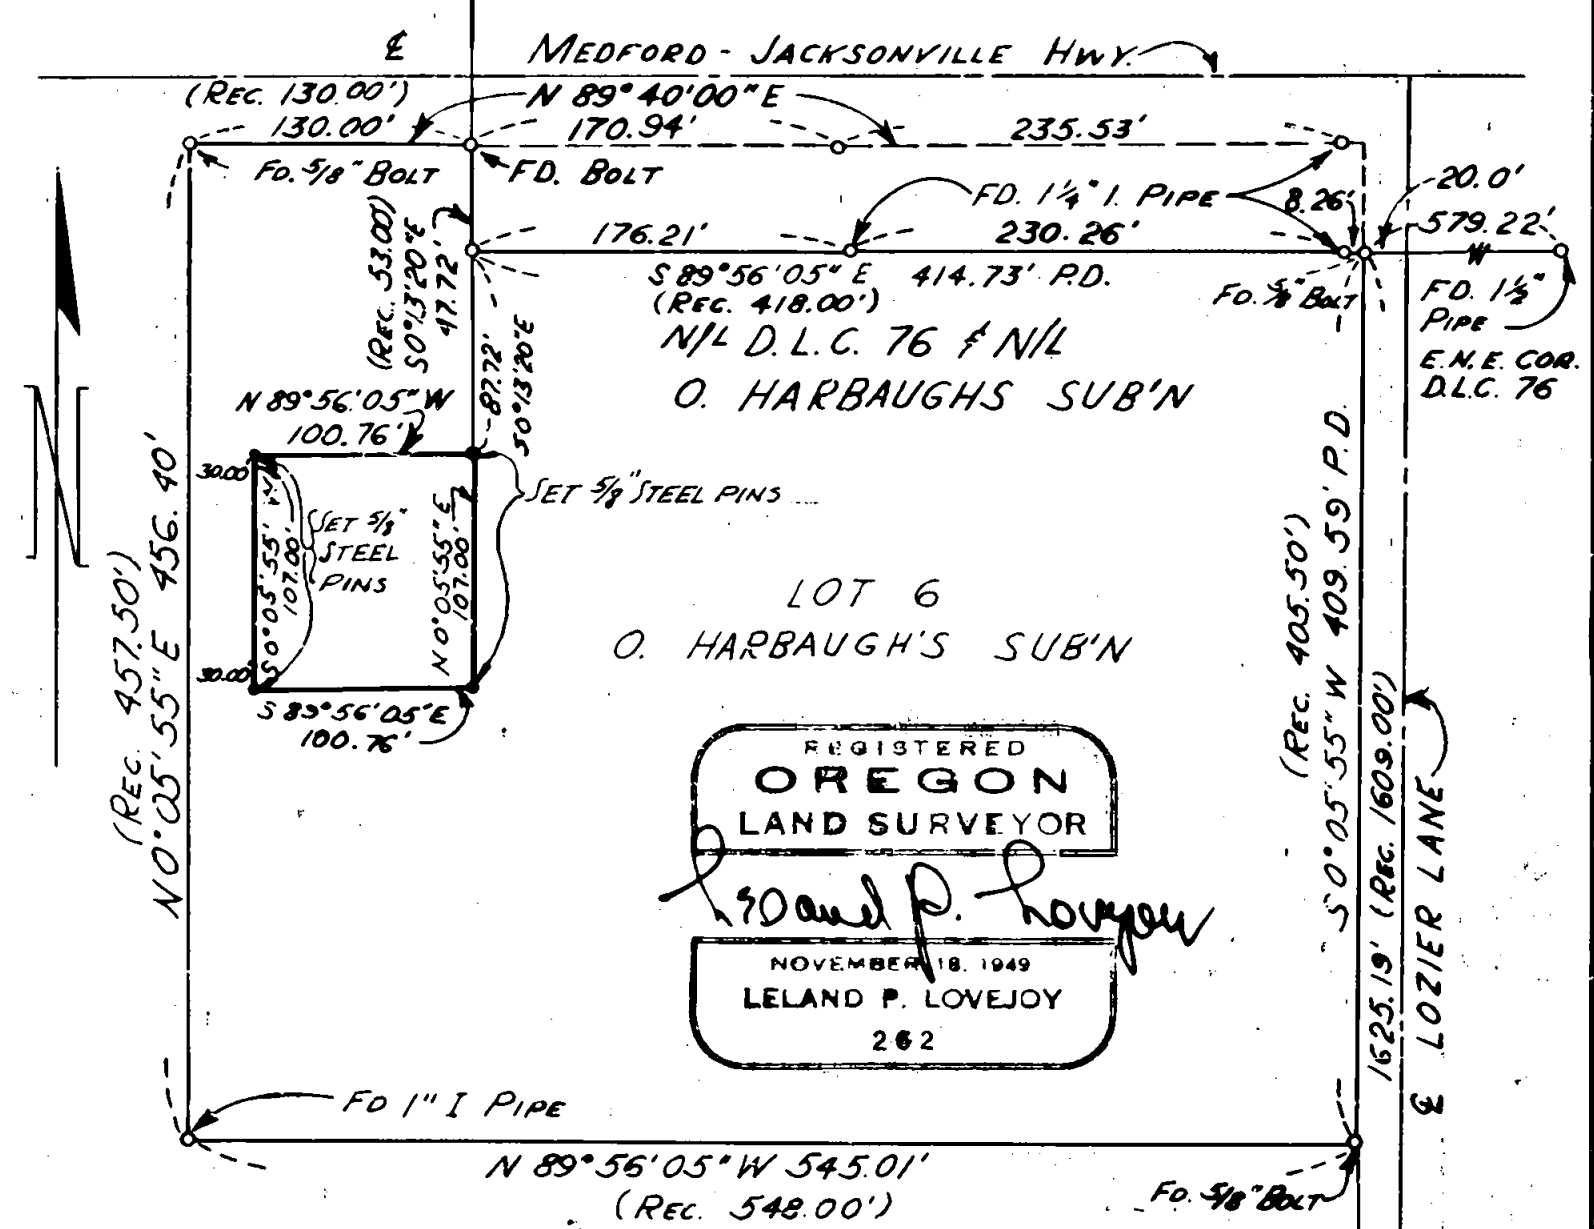 ℄ MEDFORD - JACKSONVILLE HWY.
(REC. 130.00')
N 89°40'00" E
130.00'
170.94'
235.53'
FD. 5/8" BOLT
FD. BOLT
FD. 1¼" I. PIPE
8.26'
20.0'
579.22'
(REC. 53.00)
S0°13'20"E
47.72'
176.21'
230.26'
S 89°56'05" E 414.73' P.D.
(REC. 418.00')
FD. 5/8" BOLT
FD. 1½"
PIPE
E.N.E. COR.
D.L.C. 76
N/L D.L.C. 76 & N/L
O. HARBAUGHS SUB'N
87.72'
S0°13'20"E
N 89°56'05" W
100.76'
30.00'
SET 5/8" STEEL PINS
S0°05'55" W
107.00'
SET 5/8"
STEEL
PINS
N 0°05'55" E
107.00'
30.00'
S 89°56'05"E
100.76'
(REC. 457.50')
N0°05'55" E 456.40'
LOT 6
O. HARBAUGH'S SUB'N
(REC. 405.50')
S 0°05'55" W 409.59' P.D.
1625.19' (REC. 1609.00')
℄ LOZIER LANE
REGISTERED
OREGON
LAND SURVEYOR
Leland P. Lovejoy
NOVEMBER 18, 1949
LELAND P. LOVEJOY
262
FD 1" I PIPE
N 89°56'05" W 545.01'
(REC. 548.00')
FD. 5/8" BOLT
N